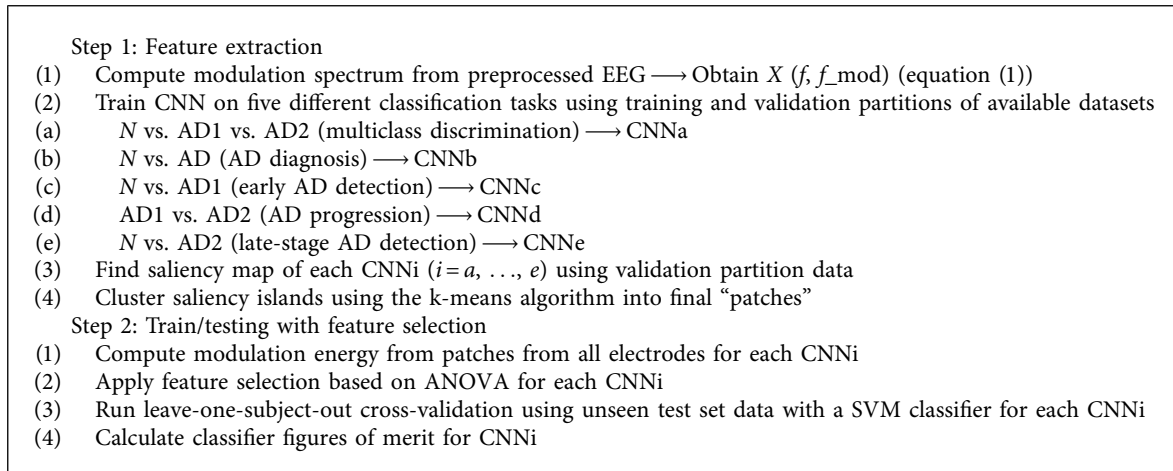 Step 1: Feature extraction
(1) Compute modulation spectrum from preprocessed EEG ⟶ Obtain X (f, f_mod) (equation (1))
(2) Train CNN on five different classification tasks using training and validation partitions of available datasets
(a) N vs. AD1 vs. AD2 (multiclass discrimination) ⟶ CNNa
(b) N vs. AD (AD diagnosis) ⟶ CNNb
(c) N vs. AD1 (early AD detection) ⟶ CNNc
(d) AD1 vs. AD2 (AD progression) ⟶ CNNd
(e) N vs. AD2 (late-stage AD detection) ⟶ CNNe
(3) Find saliency map of each CNNi (i = a, . . ., e) using validation partition data
(4) Cluster saliency islands using the k-means algorithm into final “patches”
Step 2: Train/testing with feature selection
(1) Compute modulation energy from patches from all electrodes for each CNNi
(2) Apply feature selection based on ANOVA for each CNNi
(3) Run leave-one-subject-out cross-validation using unseen test set data with a SVM classifier for each CNNi
(4) Calculate classifier figures of merit for CNNi